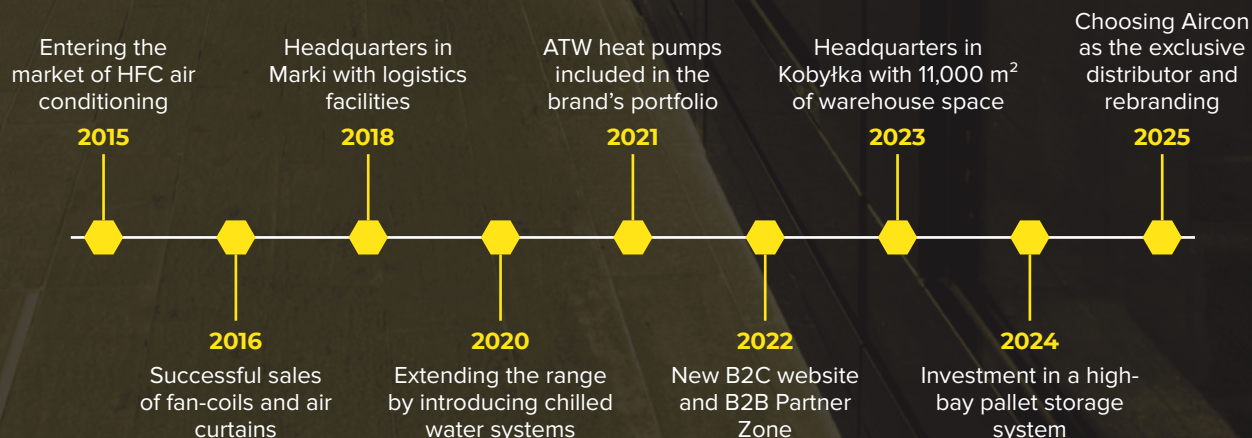 Entering the
market of HFC air
conditioning
2015
Headquarters in
Marki with logistics
facilities
2018
ATW heat pumps
included in the
brand's portfolio
2021
Headquarters in
Kobyłka with 11,000 m²
of warehouse space
2023
Choosing Aircon
as the exclusive
distributor and
rebranding
2025
2016
Successful sales
of fan-coils and air
curtains
2020
Extending the range
by introducing chilled
water systems
2022
New B2C website
and B2B Partner
Zone
2024
Investment in a high-
bay pallet storage
system